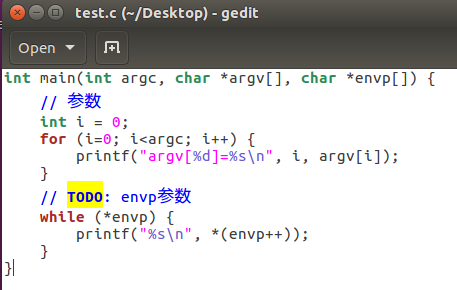 test.c (~/Desktop) - gedit
Open
int main(int argc, char *argv[], char *envp[]) {
    // 参数
    int i = 0;
    for (i=0; i<argc; i++) {
        printf("argv[%d]=%s\n", i, argv[i]);
    }
    // TODO: envp参数
    while (*envp) {
        printf("%s\n", *(envp++));
    }
}